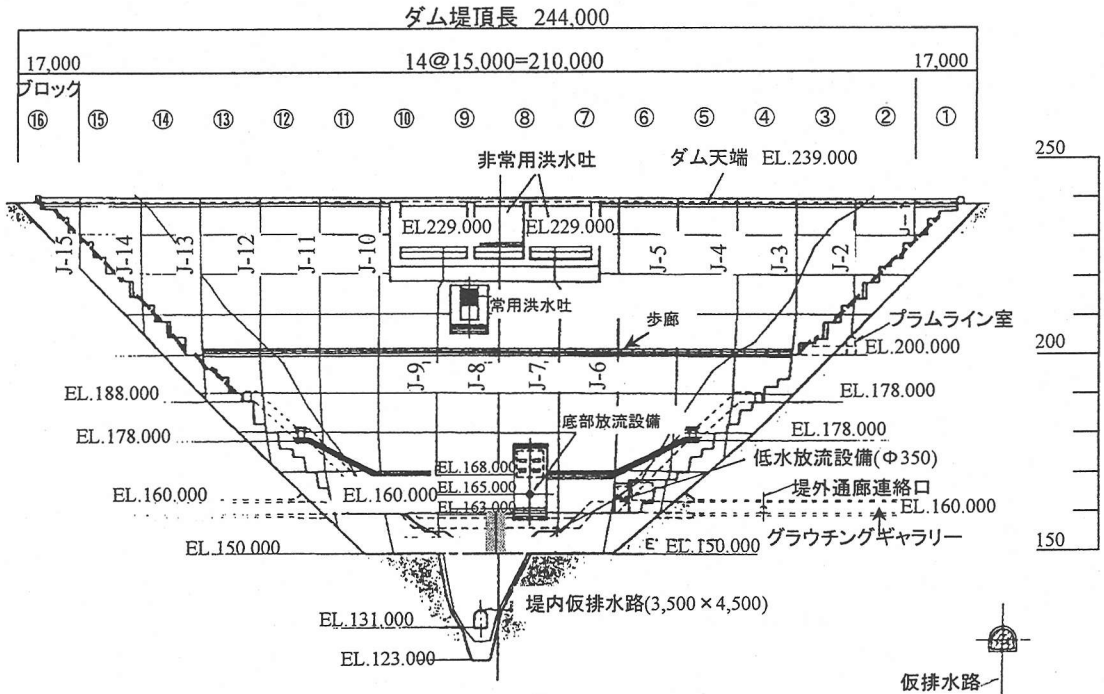 ダム堤頂長 244,000
17,000 14@15,000=210,000 17,000
ブロック
⑯ ⑮ ⑭ ⑬ ⑫ ⑪ ⑩ ⑨ ⑧ ⑦ ⑥ ⑤ ④ ③ ② ①
非常用洪水吐 ダム天端 EL.239.000
250
EL229.000 EL229.000
J-15 J-14 J-13 J-12 J-11 J-10 J-5 J-4 J-3 J-2
常用洪水吐
歩廊
プラムライン室
EL.200.000
200
J-9 J-8 J-7 J-6
EL.188.000 EL.178.000
底部放流設備
EL.178.000 EL.178.000
EL.168.000 低水放流設備(Φ350)
EL.165.000 堤外通廊連絡口
EL.160.000 EL.160.000 EL.163.000 EL.160.000
グラウチングギャラリー
EL.150.000 EL.150.000
150
堤内仮排水路(3,500×4,500)
EL.131,000
EL.123.000
仮排水路